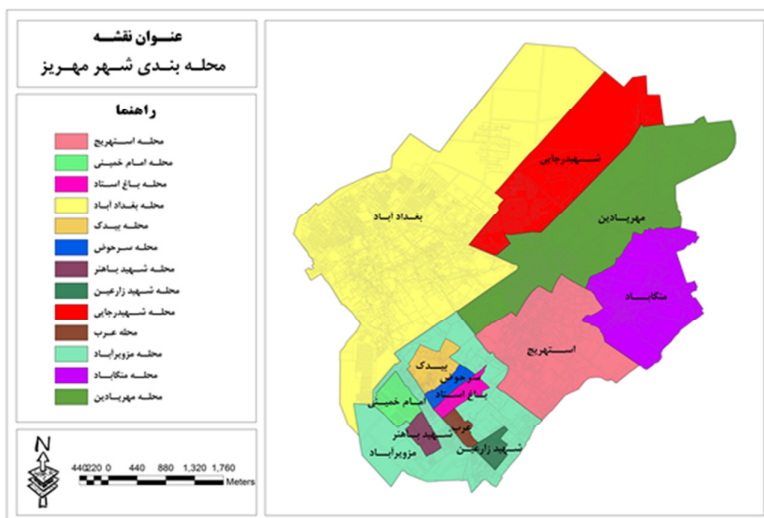 عنوان نقشه
محله بندی شهر مهریز
راهنما
محله استهریج
محله امام خمینی
محله باغ استاد
محله بغداد آباد
محله بیدک
محله سرحوض
محله شهید باهنر
محله شهید زارعین
محله شهیدرجایی
محله عرب
محله مزویرآباد
محله منگاباد
محله مهرپادین
N
440 220 0 440 880 1,320 1,760
Meters
شهیدرجایی
بغداد آباد
مهرپادین
منگاباد
استهریج
بیدک
سرحوض
باغ استاد
امام خمینی
عرب
شهید باهنر
شهید زارعین
مزویرآباد